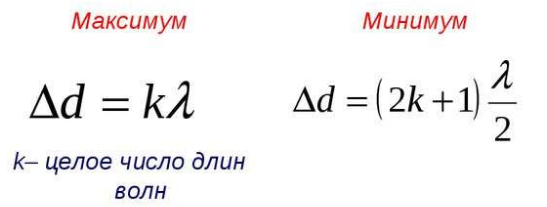 Максимум
Минимум
Δd = kλ
Δd = (2k + 1) λ/2
k– целое число длин
волн